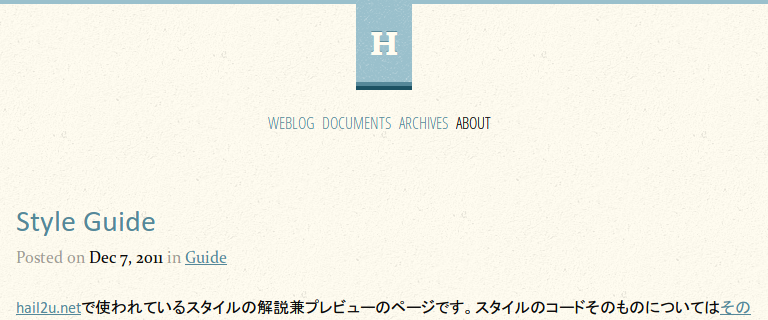 H
WEBLOG DOCUMENTS ARCHIVES ABOUT
Style Guide
Posted on Dec 7, 2011 in Guide
hail2u.netで使われているスタイルの解説兼プレビューのページです。スタイルのコードそのものについてはその